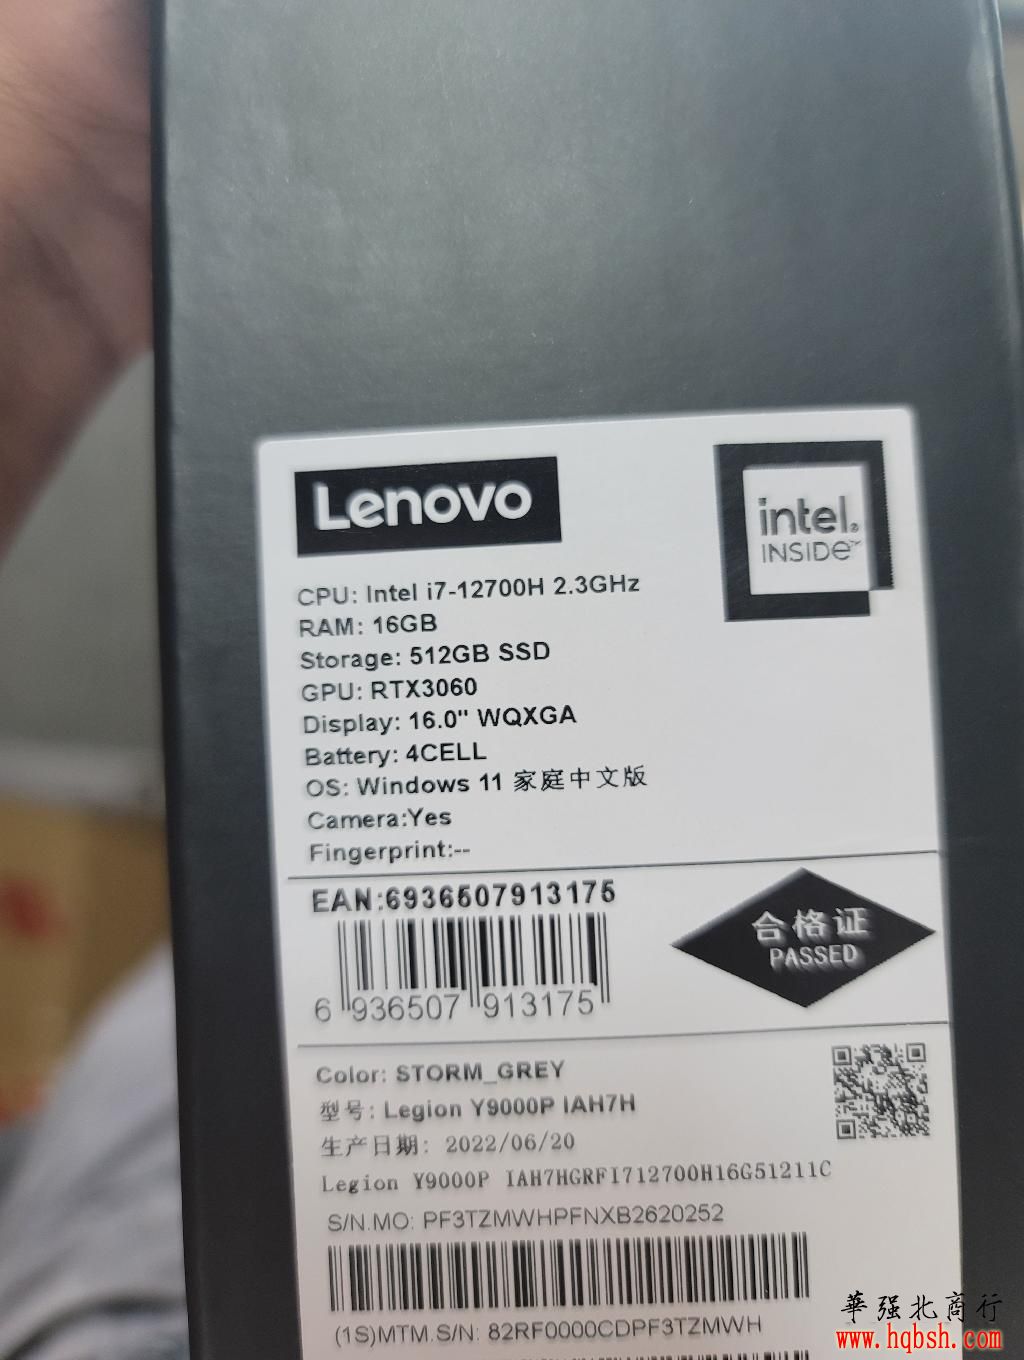 Lenovo
intel.
INSIDE™
CPU: Intel i7-12700H 2.3GHz
RAM: 16GB
Storage: 512GB SSD
GPU: RTX3060
Display: 16.0" WQXGA
Battery: 4CELL
OS: Windows 11 家庭中文版
Camera:Yes
Fingerprint:--
EAN:6936507913175
6 936507 913175
合格证
PASSED
Color: STORM_GREY
型号: Legion Y9000P IAH7H
生产日期: 2022/06/20
Legion Y9000P IAH7HGRFI712700H16G51211C
S/N.MO: PF3TZMWHPFNXB2620252
(1S)MTM.S/N: 82RF0000CDPF3TZMWH
華强北商行
www.hqbsh.com